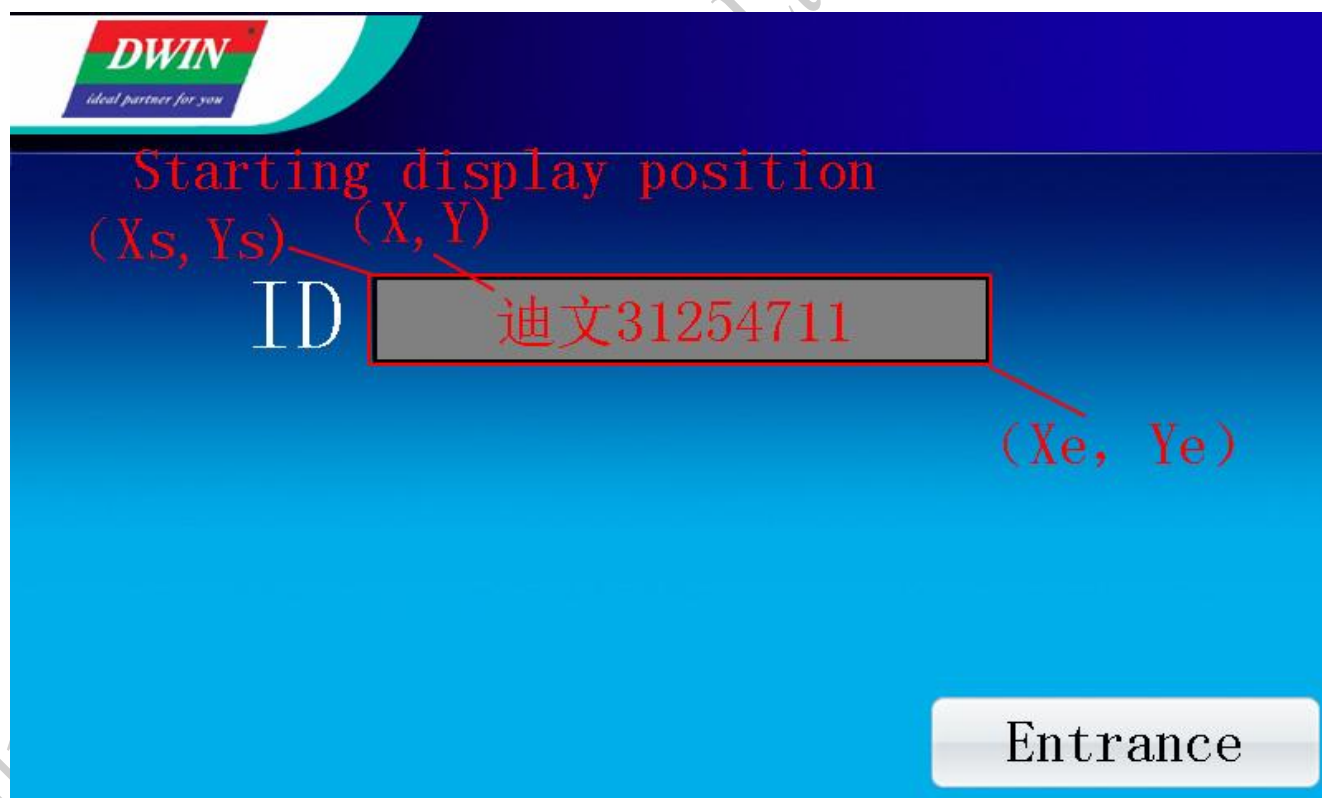 DWIN
ideal partner for you
Starting display position
(Xs,Ys) (X,Y)
ID 迪文31254711
(Xe, Ye)
Entrance